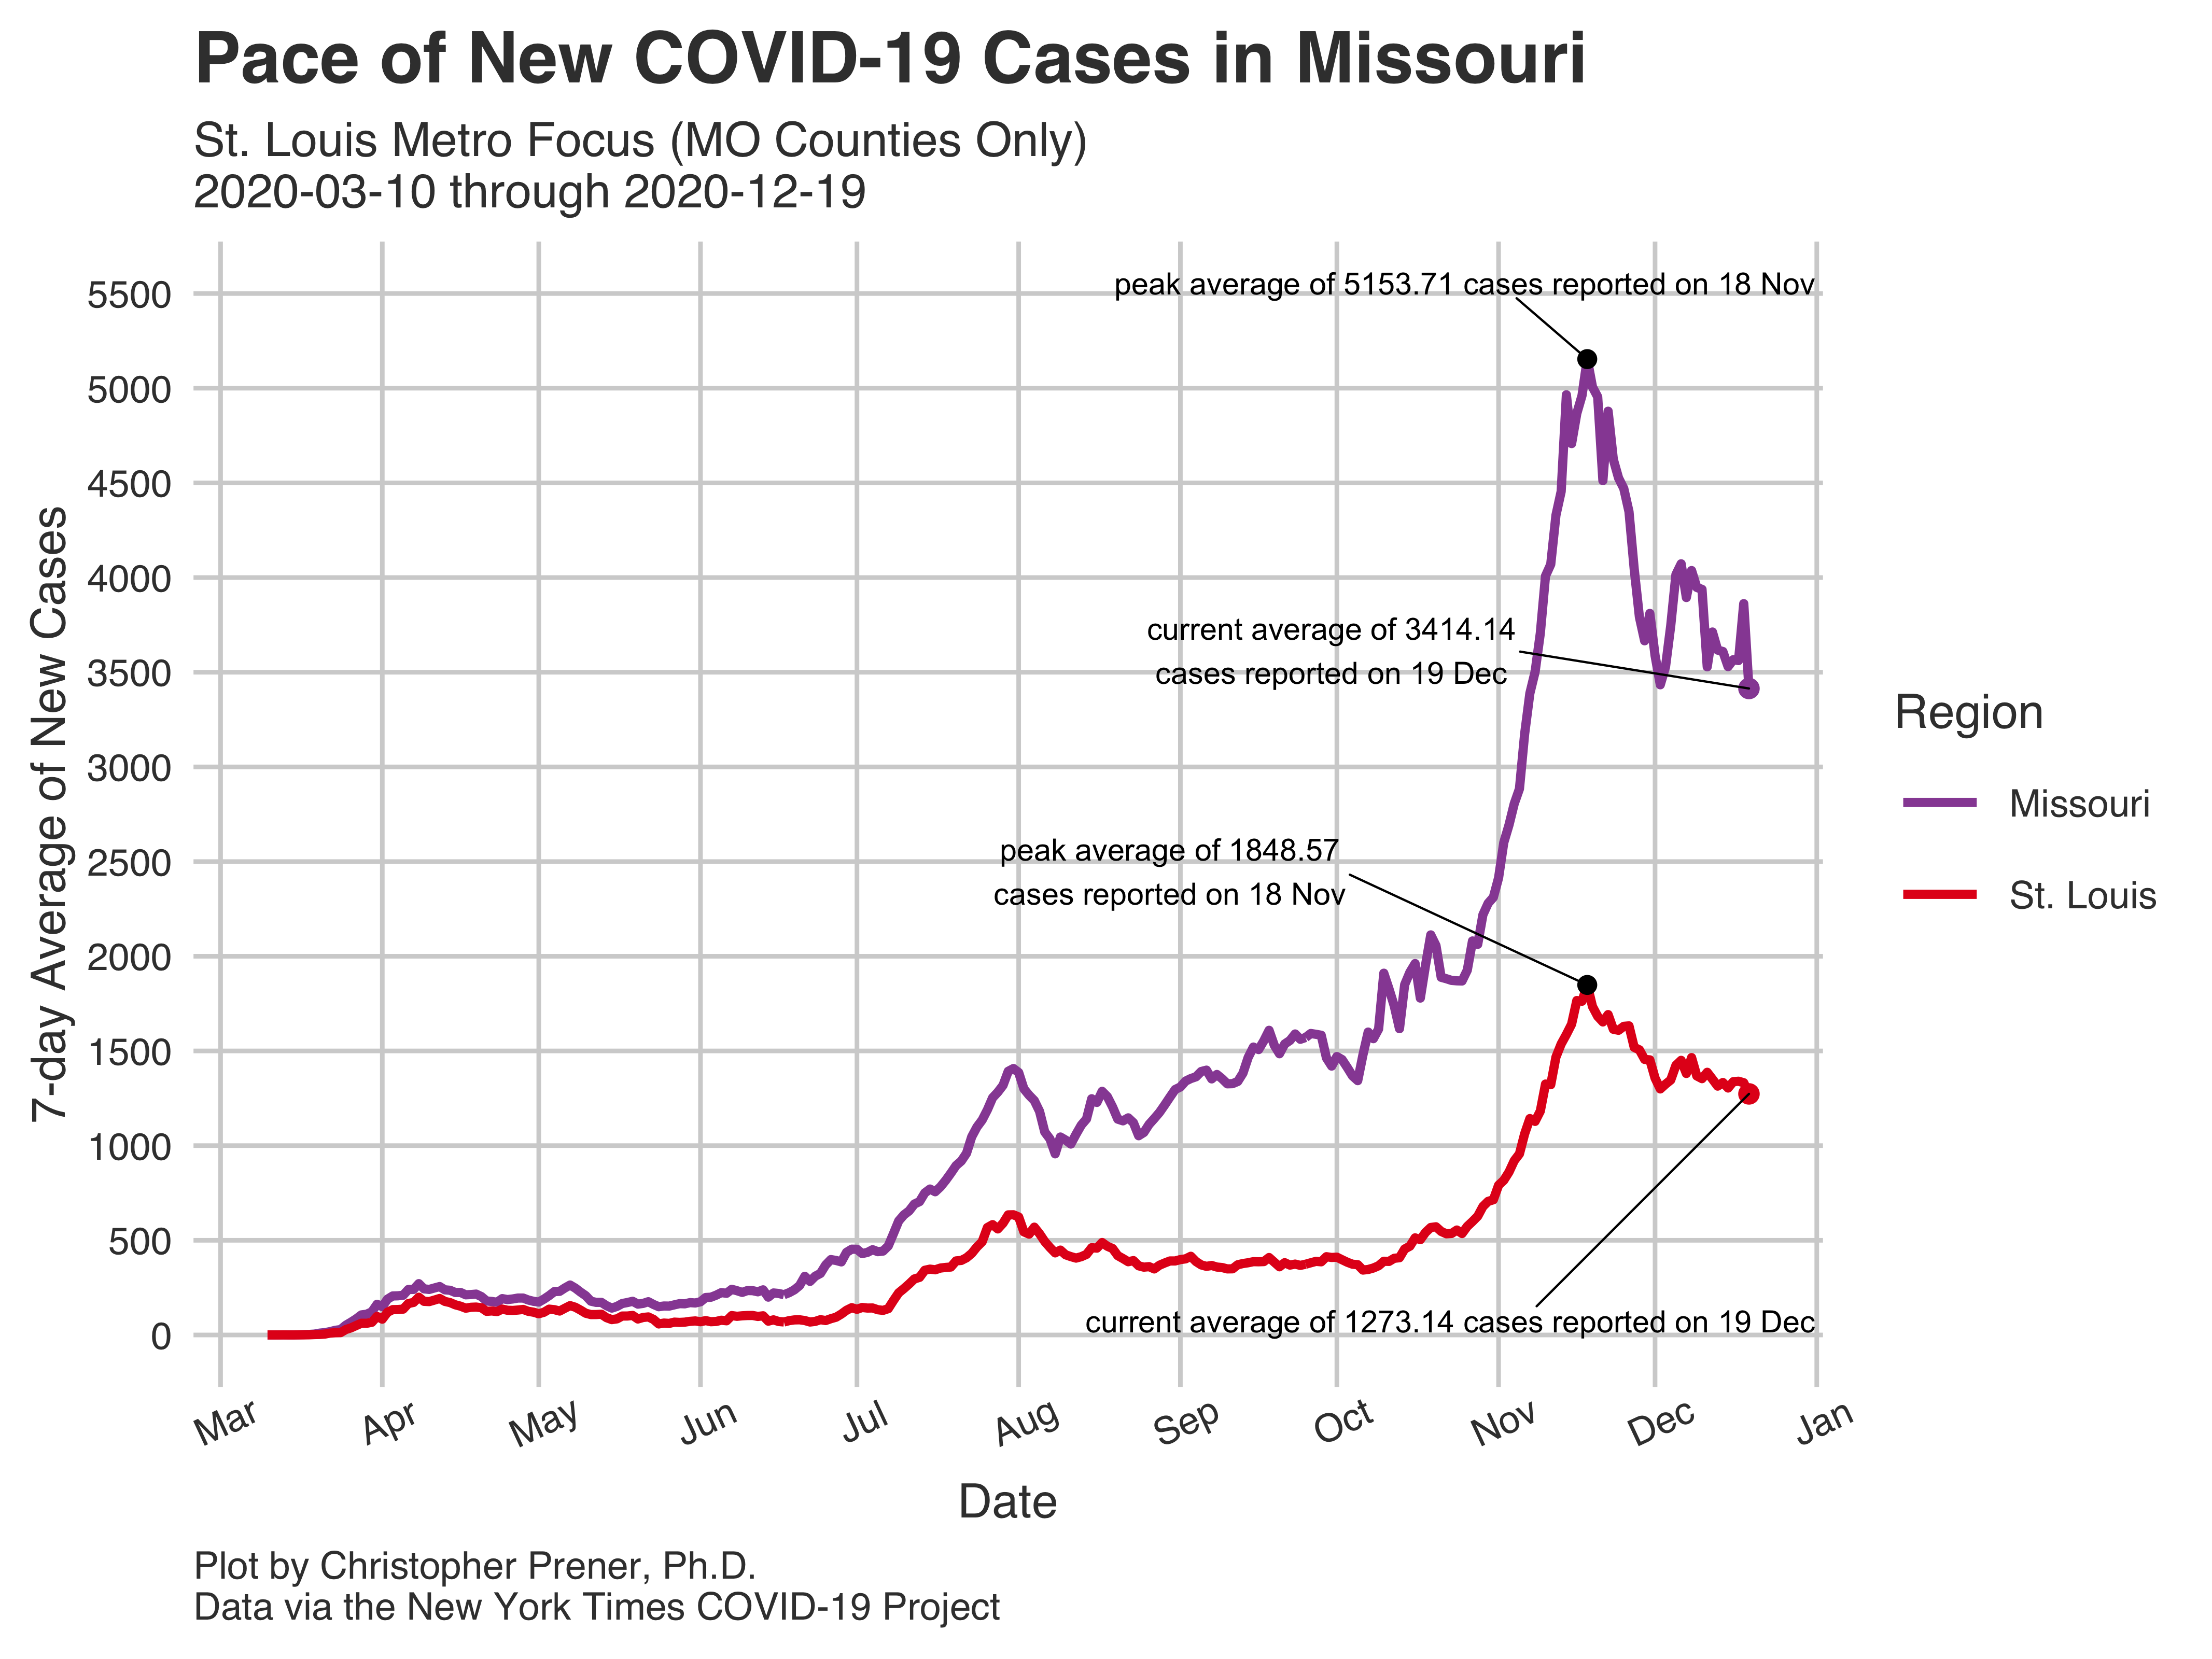 Pace of New COVID-19 Cases in Missouri
St. Louis Metro Focus (MO Counties Only)
2020-03-10 through 2020-12-19
7-day Average of New Cases
5500
5000
4500
4000
3500
3000
2500
2000
1500
1000
500
0
peak average of 5153.71 cases reported on 18 Nov
current average of 3414.14
cases reported on 19 Dec
peak average of 1848.57
cases reported on 18 Nov
current average of 1273.14 cases reported on 19 Dec
Region
Missouri
St. Louis
Mar
Apr
May
Jun
Jul
Aug
Sep
Oct
Nov
Dec
Jan
Date
Plot by Christopher Prener, Ph.D.
Data via the New York Times COVID-19 Project